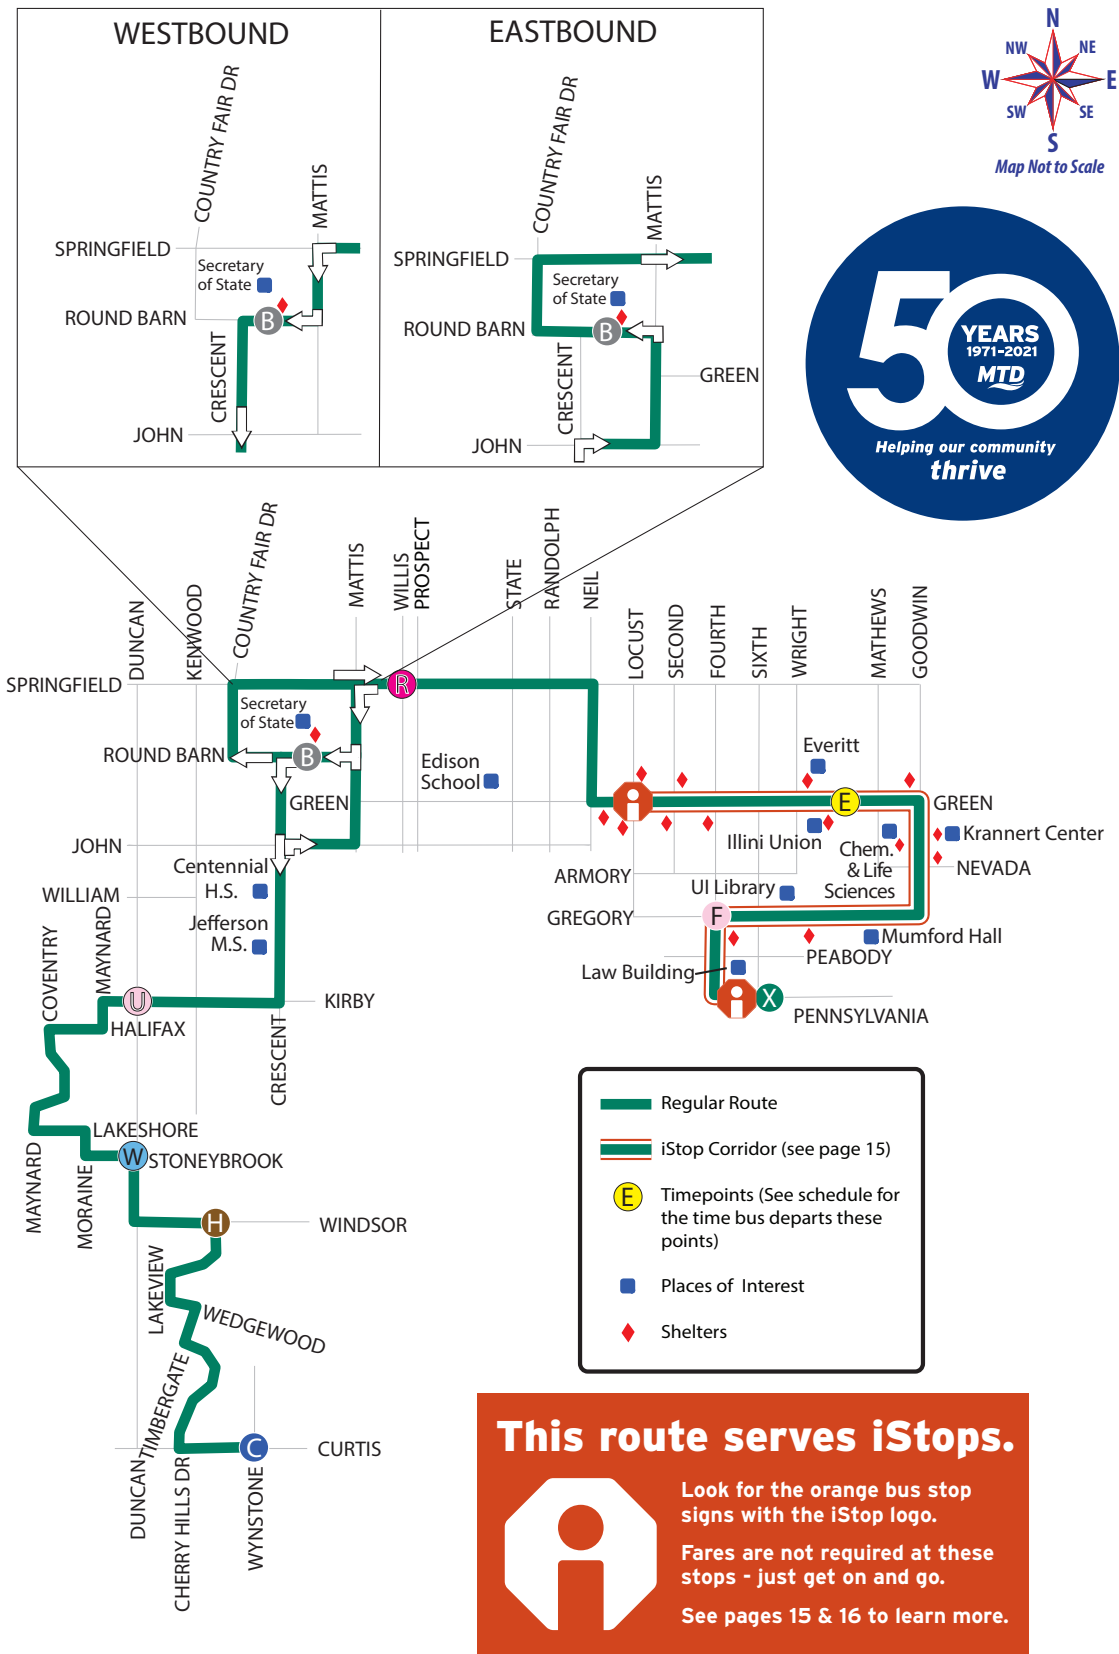 WESTBOUND
COUNTRY FAIR DR
MATTIS
SPRINGFIELD
Secretary
of State
ROUND BARN
B
CRESCENT
JOHN
EASTBOUND
COUNTRY FAIR DR
MATTIS
SPRINGFIELD
Secretary
of State
ROUND BARN
B
GREEN
CRESCENT
JOHN
N
NW
NE
W
E
SW
SE
S
Map Not to Scale
50
YEARS
1971-2021
MTD
Helping our community
thrive
DUNCAN
KENWOOD
COUNTRY FAIR DR
MATTIS
WILLIS
PROSPECT
STATE
RANDOLPH
NEIL
LOCUST
SECOND
FOURTH
SIXTH
WRIGHT
MATHEWS
GOODWIN
SPRINGFIELD
R
Secretary
of State
ROUND BARN
B
Edison
School
Everitt
GREEN
E
GREEN
Illini Union
Krannert Center
JOHN
Chem.
& Life
Sciences
Centennial
H.S.
ARMORY
NEVADA
WILLIAM
UI Library
Jefferson
M.S.
GREGORY
F
Mumford Hall
COVENTRY
MAYNARD
PEABODY
Law Building
U
KIRBY
X
PENNSYLVANIA
HALIFAX
CRESCENT
LAKESHORE
W
STONEYBROOK
MAYNARD
MORAINE
H
WINDSOR
LAKEVIEW
WEDGEWOOD
TIMBERGATE
C
CURTIS
DUNCAN
CHERRY HILLS DR
WYNSTONE
Regular Route
iStop Corridor (see page 15)
E
Timepoints (See schedule for
the time bus departs these
points)
Places of Interest
Shelters
This route serves iStops.
Look for the orange bus stop
signs with the iStop logo.
Fares are not required at these
stops - just get on and go.
See pages 15 & 16 to learn more.